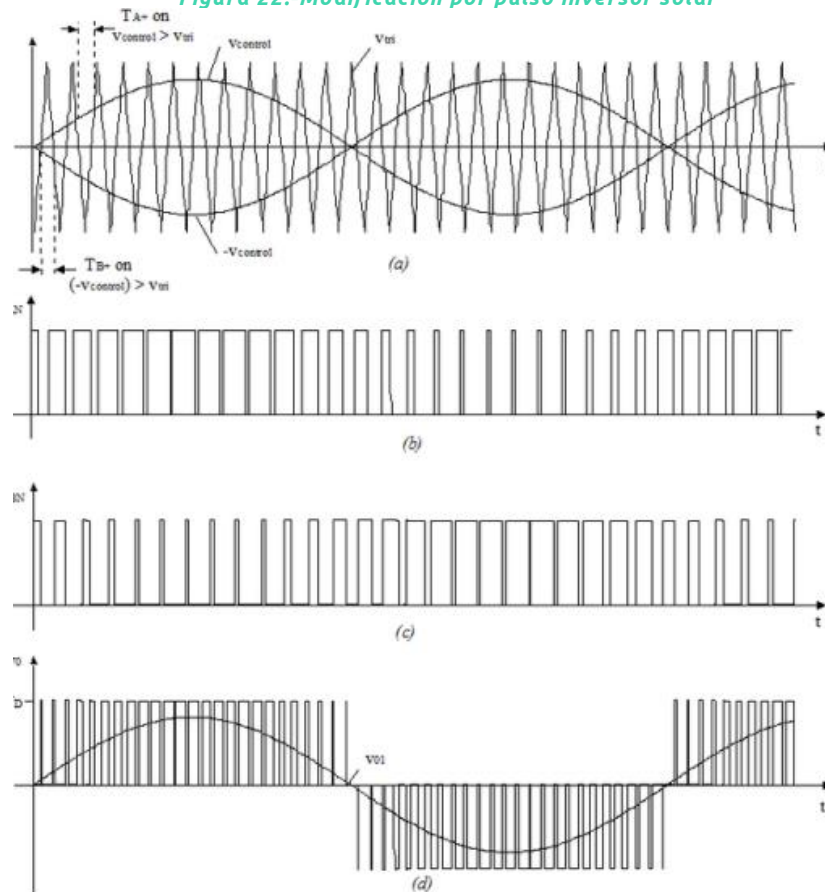 Figura 22. Modificación por pulso inversor solar
TA+ on
vcontrol > vtri
vcontrol
vtri
-vcontrol
TB+ on
(-vcontrol) > vtri
(a)
t
(b)
t
(c)
D
v01
t
(d)